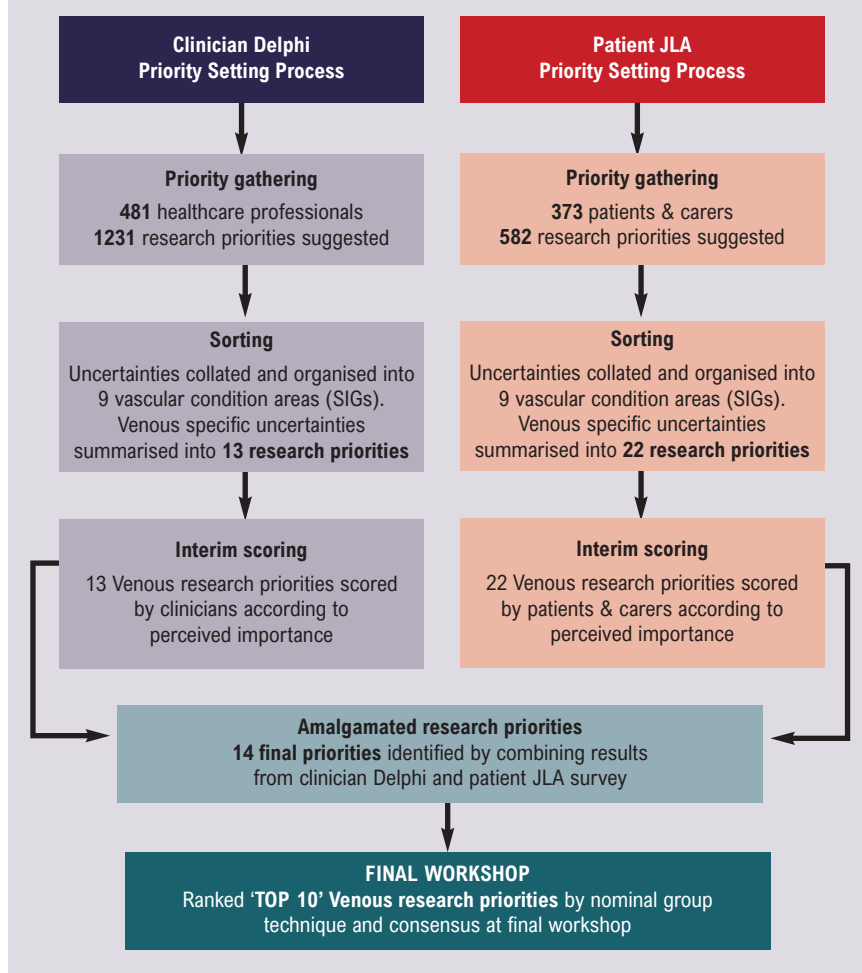 Clinician Delphi
Priority Setting Process
Patient JLA
Priority Setting Process
Priority gathering
481 healthcare professionals
1231 research priorities suggested
Priority gathering
373 patients & carers
582 research priorities suggested
Sorting
Uncertainties collated and organised into
9 vascular condition areas (SIGs).
Venous specific uncertainties
summarised into 13 research priorities
Sorting
Uncertainties collated and organised into
9 vascular condition areas (SIGs).
Venous specific uncertainties
summarised into 22 research priorities
Interim scoring
13 Venous research priorities scored
by clinicians according to
perceived importance
Interim scoring
22 Venous research priorities scored
by patients & carers according to
perceived importance
Amalgamated research priorities
14 final priorities identified by combining results
from clinician Delphi and patient JLA survey
FINAL WORKSHOP
Ranked ‘TOP 10’ Venous research priorities by nominal group
technique and consensus at final workshop